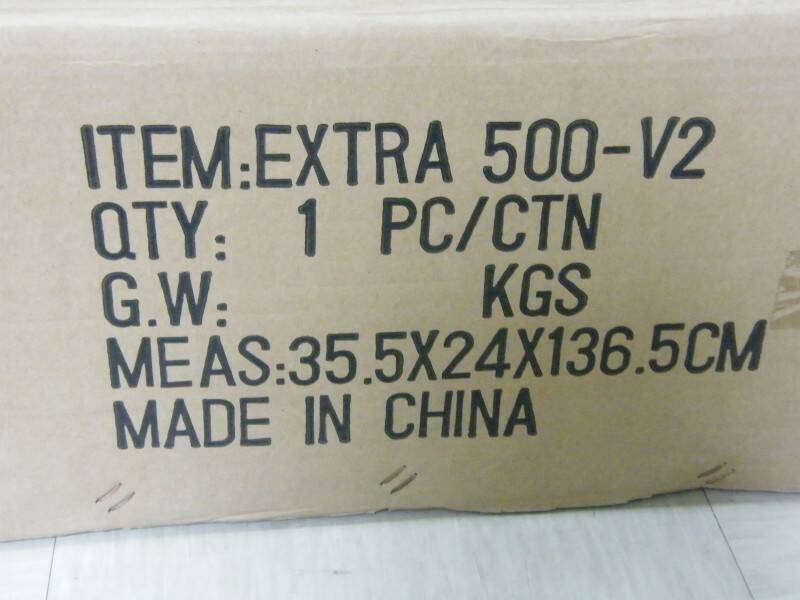 ITEM:EXTRA 500-V2
QTY: 1 PC/CTN
G.W: KGS
MEAS:35.5X24X136.5CM
MADE IN CHINA